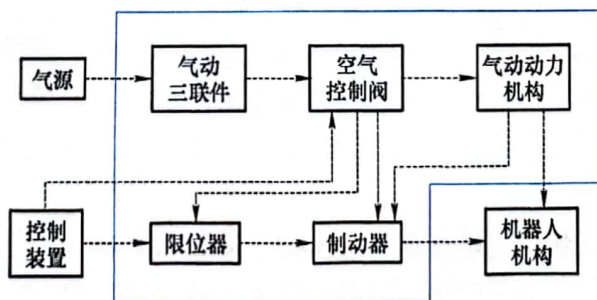 气源
气动
三联件
空气
控制阀
气动动力
机构
控制
装置
限位器
制动器
机器人
机构